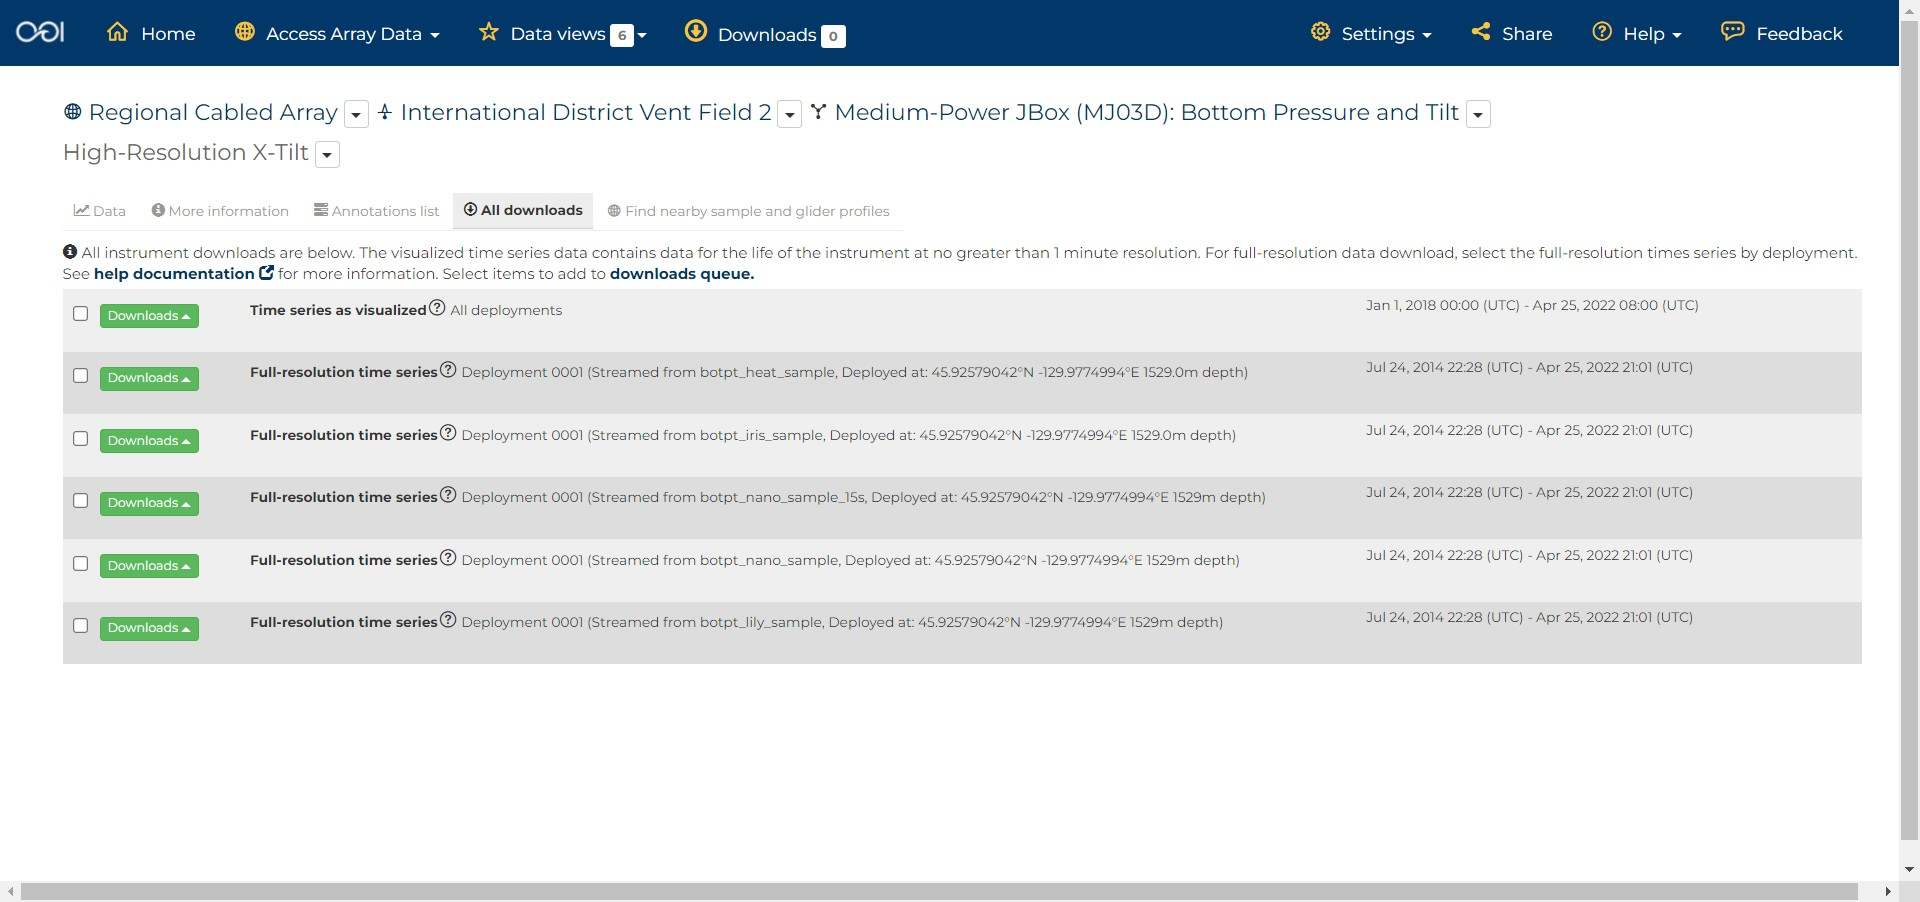 OOI Home Access Array Data Data views 6 Downloads 0 Settings Share Help Feedback
Regional Cabled Array International District Vent Field 2 Medium-Power JBox (MJ03D): Bottom Pressure and Tilt
High-Resolution X-Tilt
Data More information Annotations list All downloads Find nearby sample and glider profiles
All instrument downloads are below. The visualized time series data contains data for the life of the instrument at no greater than 1 minute resolution. For full-resolution data download, select the full-resolution times series by deployment.
See help documentation for more information. Select items to add to downloads queue.
Downloads Time series as visualized All deployments Jan 1, 2018 00:00 (UTC) - Apr 25, 2022 08:00 (UTC)
Downloads Full-resolution time series Deployment 0001 (Streamed from botpt_heat_sample, Deployed at: 45.92579042°N -129.9774994°E 1529.0m depth) Jul 24, 2014 22:28 (UTC) - Apr 25, 2022 21:01 (UTC)
Downloads Full-resolution time series Deployment 0001 (Streamed from botpt_iris_sample, Deployed at: 45.92579042°N -129.9774994°E 1529.0m depth) Jul 24, 2014 22:28 (UTC) - Apr 25, 2022 21:01 (UTC)
Downloads Full-resolution time series Deployment 0001 (Streamed from botpt_nano_sample_15s, Deployed at: 45.92579042°N -129.9774994°E 1529m depth) Jul 24, 2014 22:28 (UTC) - Apr 25, 2022 21:01 (UTC)
Downloads Full-resolution time series Deployment 0001 (Streamed from botpt_nano_sample, Deployed at: 45.92579042°N -129.9774994°E 1529m depth) Jul 24, 2014 22:28 (UTC) - Apr 25, 2022 21:01 (UTC)
Downloads Full-resolution time series Deployment 0001 (Streamed from botpt_lily_sample, Deployed at: 45.92579042°N -129.9774994°E 1529m depth) Jul 24, 2014 22:28 (UTC) - Apr 25, 2022 21:01 (UTC)